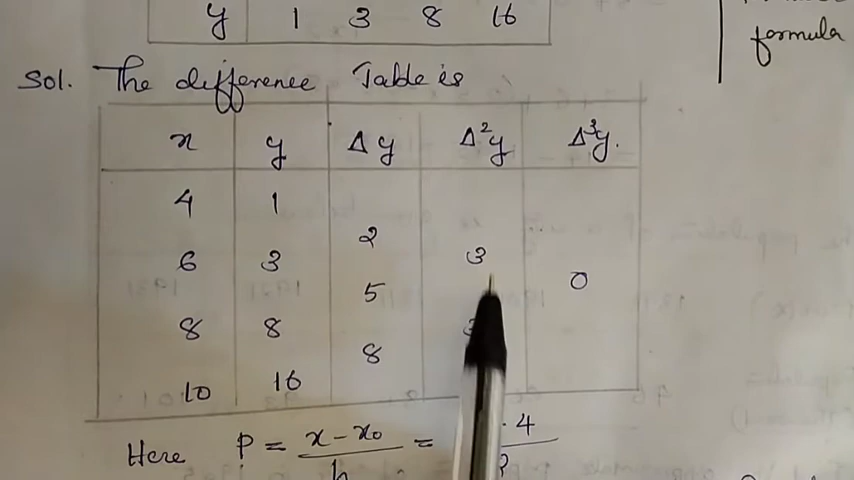 y 1 3 8 16
formula
Sol. The difference Table is
x y Δy Δ²y Δ³y.
4 1
2
6 3 3 0
5
8 8
8
10 16
Here P = x - x₀ / h = 4